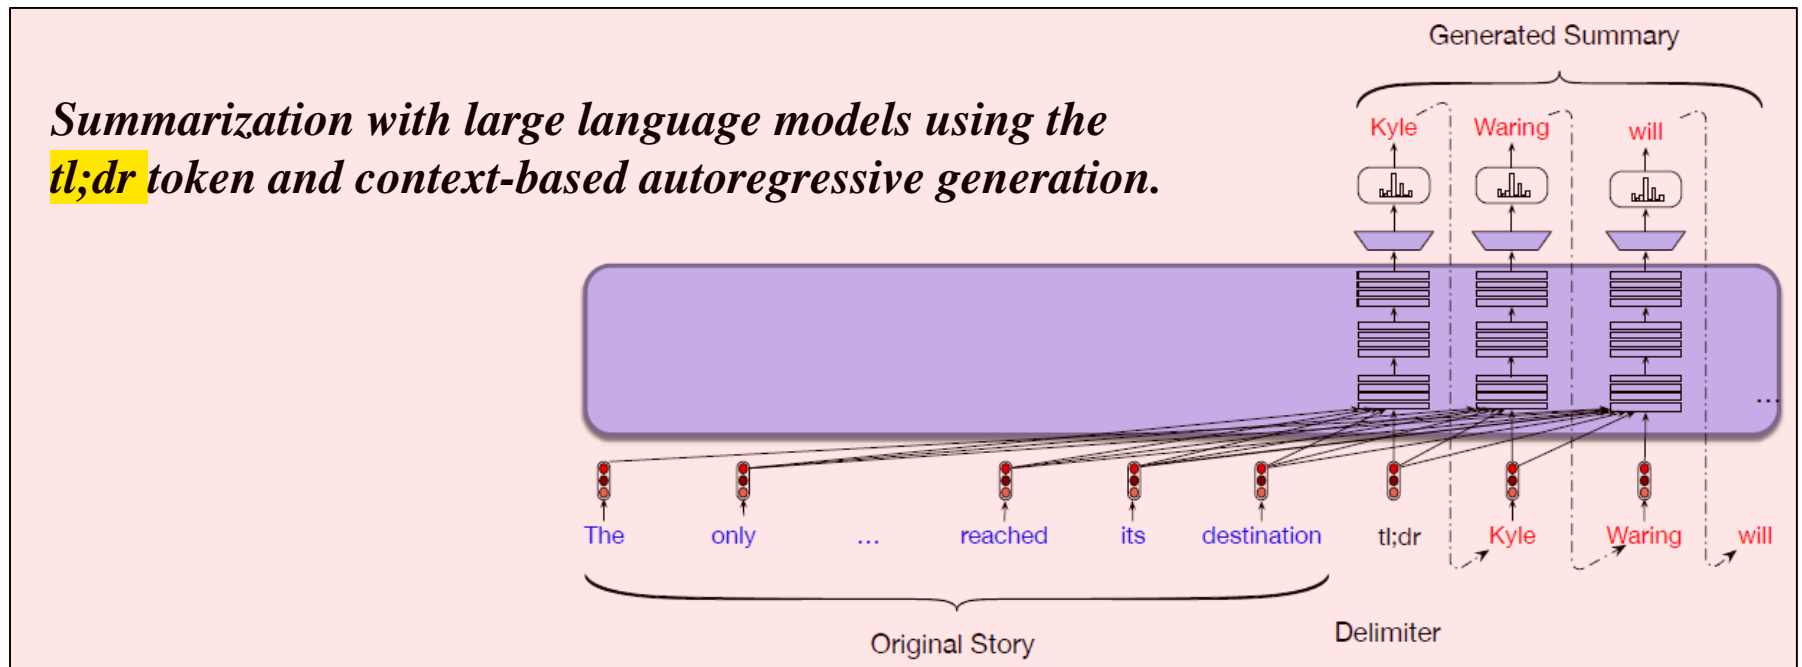 Generated Summary
Summarization with large language models using the
tl;dr token and context-based autoregressive generation.
Kyle Waring will
...
The only ... reached its destination tl;dr Kyle Waring will
Original Story
Delimiter